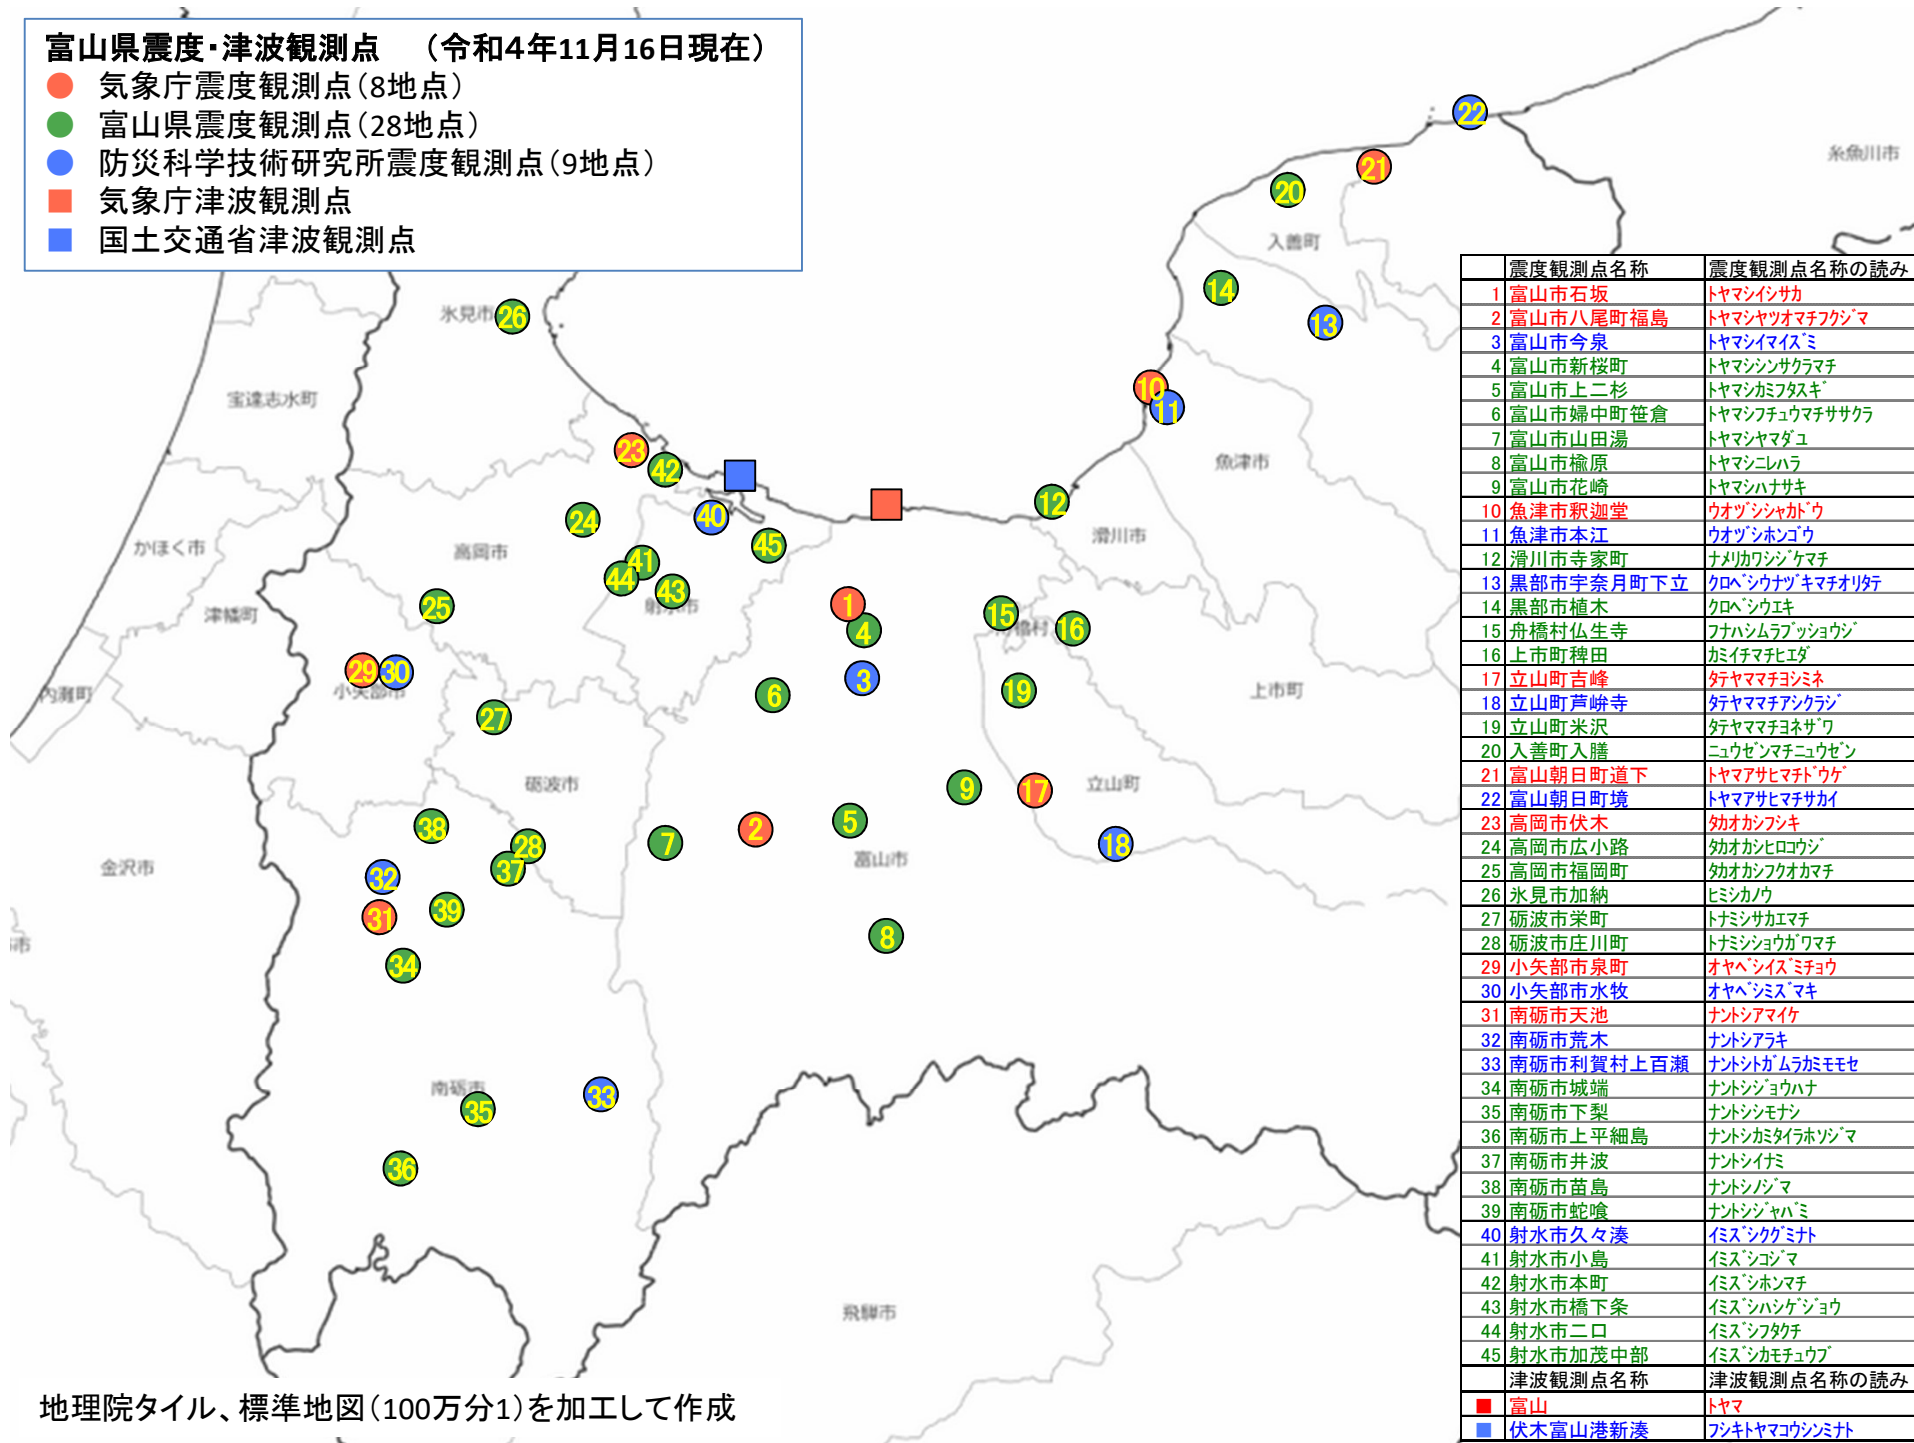 富山県震度・津波観測点　（令和4年11月16日現在）
気象庁震度観測点（8地点）
富山県震度観測点（28地点）
防災科学技術研究所震度観測点（9地点）
気象庁津波観測点
国土交通省津波観測点
22
糸魚川市
21
20
入善町
14
13
氷見市
26
宝達志水町
10
11
魚津市
23
42
12
24
40
滑川市
45
かほく市
高岡市
41
44
43
射水市
25
津幡町
1
4
15
舟橋村
16
29
30
小矢部市
内灘町
3
6
19
上市町
27
砺波市
9
17
立山町
38
28
37
7
2
5
18
富山市
金沢市
32
31
39
8
34
南砺市
35
33
36
飛騨市
地理院タイル、標準地図（100万分1）を加工して作成
震度観測点名称 震度観測点名称の読み
1 富山市石坂 ﾄﾔﾏｼｲｼｻｶ
2 富山市八尾町福島 ﾄﾔﾏｼﾔﾂｵﾏﾁﾌｸｼﾞﾏ
3 富山市今泉 ﾄﾔﾏｼｲﾏｲｽﾞﾐ
4 富山市新桜町 ﾄﾔﾏｼｼﾝｻｸﾗﾏﾁ
5 富山市上二杉 ﾄﾔﾏｼｶﾐﾌﾀｽｷﾞ
6 富山市婦中町笹倉 ﾄﾔﾏｼﾌﾁｭｳﾏﾁｻｻｸﾗ
7 富山市山田湯 ﾄﾔﾏｼﾔﾏﾀﾞﾕ
8 富山市楡原 ﾄﾔﾏｼﾆﾚﾊﾗ
9 富山市花崎 ﾄﾔﾏｼﾊﾅｻｷ
10 魚津市釈迦堂 ｳｵﾂﾞｼｼｬｶﾄﾞｳ
11 魚津市本江 ｳｵﾂﾞｼﾎﾝｺﾞｳ
12 滑川市寺家町 ﾅﾒﾘｶﾜｼｼﾞｹﾏﾁ
13 黒部市宇奈月町下立 ｸﾛﾍﾞｼｳﾅﾂﾞｷﾏﾁｵﾘﾀﾃ
14 黒部市植木 ｸﾛﾍﾞｼｳｴｷ
15 舟橋村仏生寺 ﾌﾅﾊｼﾑﾗﾌﾞｯｼｮｳｼﾞ
16 上市町稗田 ｶﾐｲﾁﾏﾁﾋｴﾀﾞ
17 立山町吉峰 ﾀﾃﾔﾏﾏﾁﾖｼﾐﾈ
18 立山町芦峅寺 ﾀﾃﾔﾏﾏﾁｱｼｸﾗｼﾞ
19 立山町米沢 ﾀﾃﾔﾏﾏﾁﾖﾈｻﾞﾜ
20 入善町入膳 ﾆｭｳｾﾞﾝﾏﾁﾆｭｳｾﾞﾝ
21 富山朝日町道下 ﾄﾔﾏｱｻﾋﾏﾁﾄﾞｳｹﾞ
22 富山朝日町境 ﾄﾔﾏｱｻﾋﾏﾁｻｶｲ
23 高岡市伏木 ﾀｶｵｶｼﾌｼｷ
24 高岡市広小路 ﾀｶｵｶｼﾋﾛｺｳｼﾞ
25 高岡市福岡町 ﾀｶｵｶｼﾌｸｵｶﾏﾁ
26 氷見市加納 ﾋﾐｼｶﾉｳ
27 砺波市栄町 ﾄﾅﾐｼｻｶｴﾏﾁ
28 砺波市庄川町 ﾄﾅﾐｼｼｮｳｶﾞﾜﾏﾁ
29 小矢部市泉町 ｵﾔﾍﾞｼｲｽﾞﾐﾁｮｳ
30 小矢部市水牧 ｵﾔﾍﾞｼﾐｽﾞﾏｷ
31 南砺市天池 ﾅﾝﾄｼｱﾏｲｹ
32 南砺市荒木 ﾅﾝﾄｼｱﾗｷ
33 南砺市利賀村上百瀬 ﾅﾝﾄｼﾄｶﾞﾑﾗｶﾐﾓﾓｾ
34 南砺市城端 ﾅﾝﾄｼｼﾞｮｳﾊﾅ
35 南砺市下梨 ﾅﾝﾄｼｼﾓﾅｼ
36 南砺市上平細島 ﾅﾝﾄｼｶﾐﾀｲﾗﾎｿｼﾞﾏ
37 南砺市井波 ﾅﾝﾄｼｲﾅﾐ
38 南砺市苗島 ﾅﾝﾄｼﾉｼﾞﾏ
39 南砺市蛇喰 ﾅﾝﾄｼｼﾞｬﾊﾞﾐ
40 射水市久々湊 ｲﾐｽﾞｼｸｸﾞﾐﾅﾄ
41 射水市小島 ｲﾐｽﾞｼｺｼﾞﾏ
42 射水市本町 ｲﾐｽﾞｼﾎﾝﾏﾁ
43 射水市橋下条 ｲﾐｽﾞｼﾊｼｹﾞｼﾞｮｳ
44 射水市二口 ｲﾐｽﾞｼﾌﾀｸﾁ
45 射水市加茂中部 ｲﾐｽﾞｼｶﾓﾁｭｳﾌﾞ
津波観測点名称 津波観測点名称の読み
富山 ﾄﾔﾏ
伏木富山港新湊 ﾌｼｷﾄﾔﾏｺｳｼﾝﾐﾅﾄ